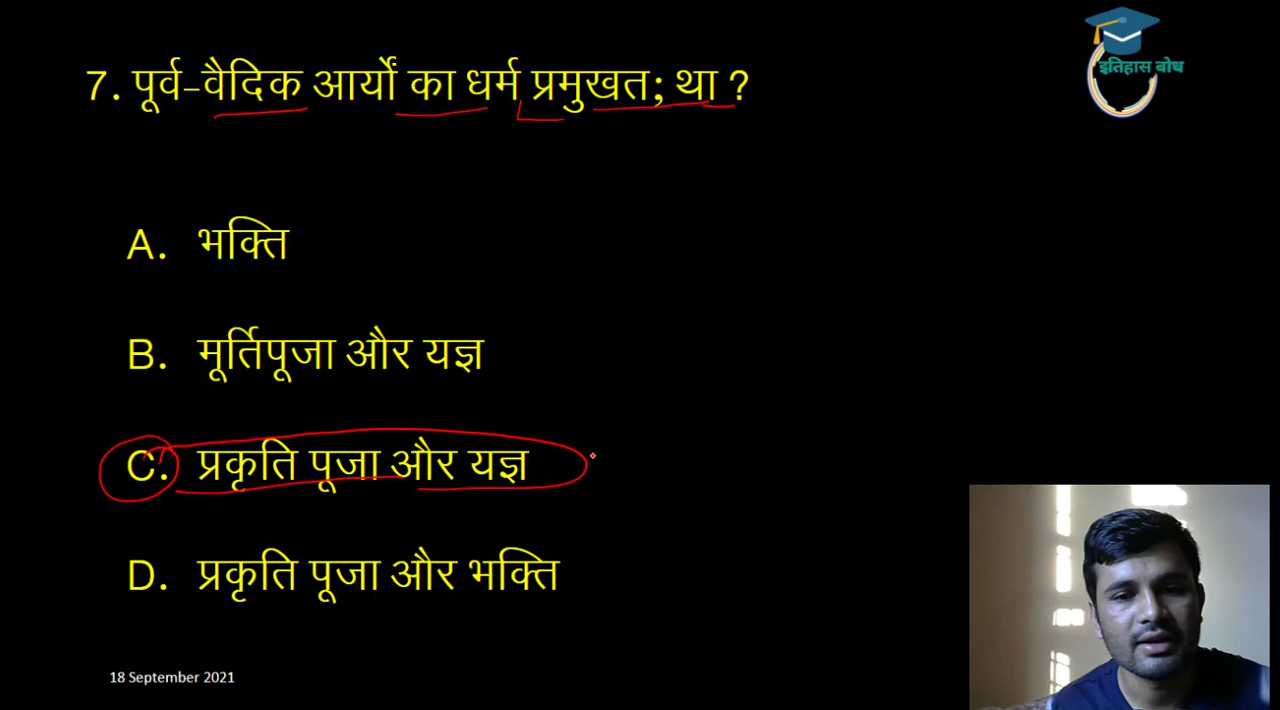 7. पूर्व-वैदिक आर्यों का धर्म प्रमुखत; था ?
इतिहास बोध
A. भक्ति
B. मूर्तिपूजा और यज्ञ
C. प्रकृति पूजा और यज्ञ
D. प्रकृति पूजा और भक्ति
18 September 2021